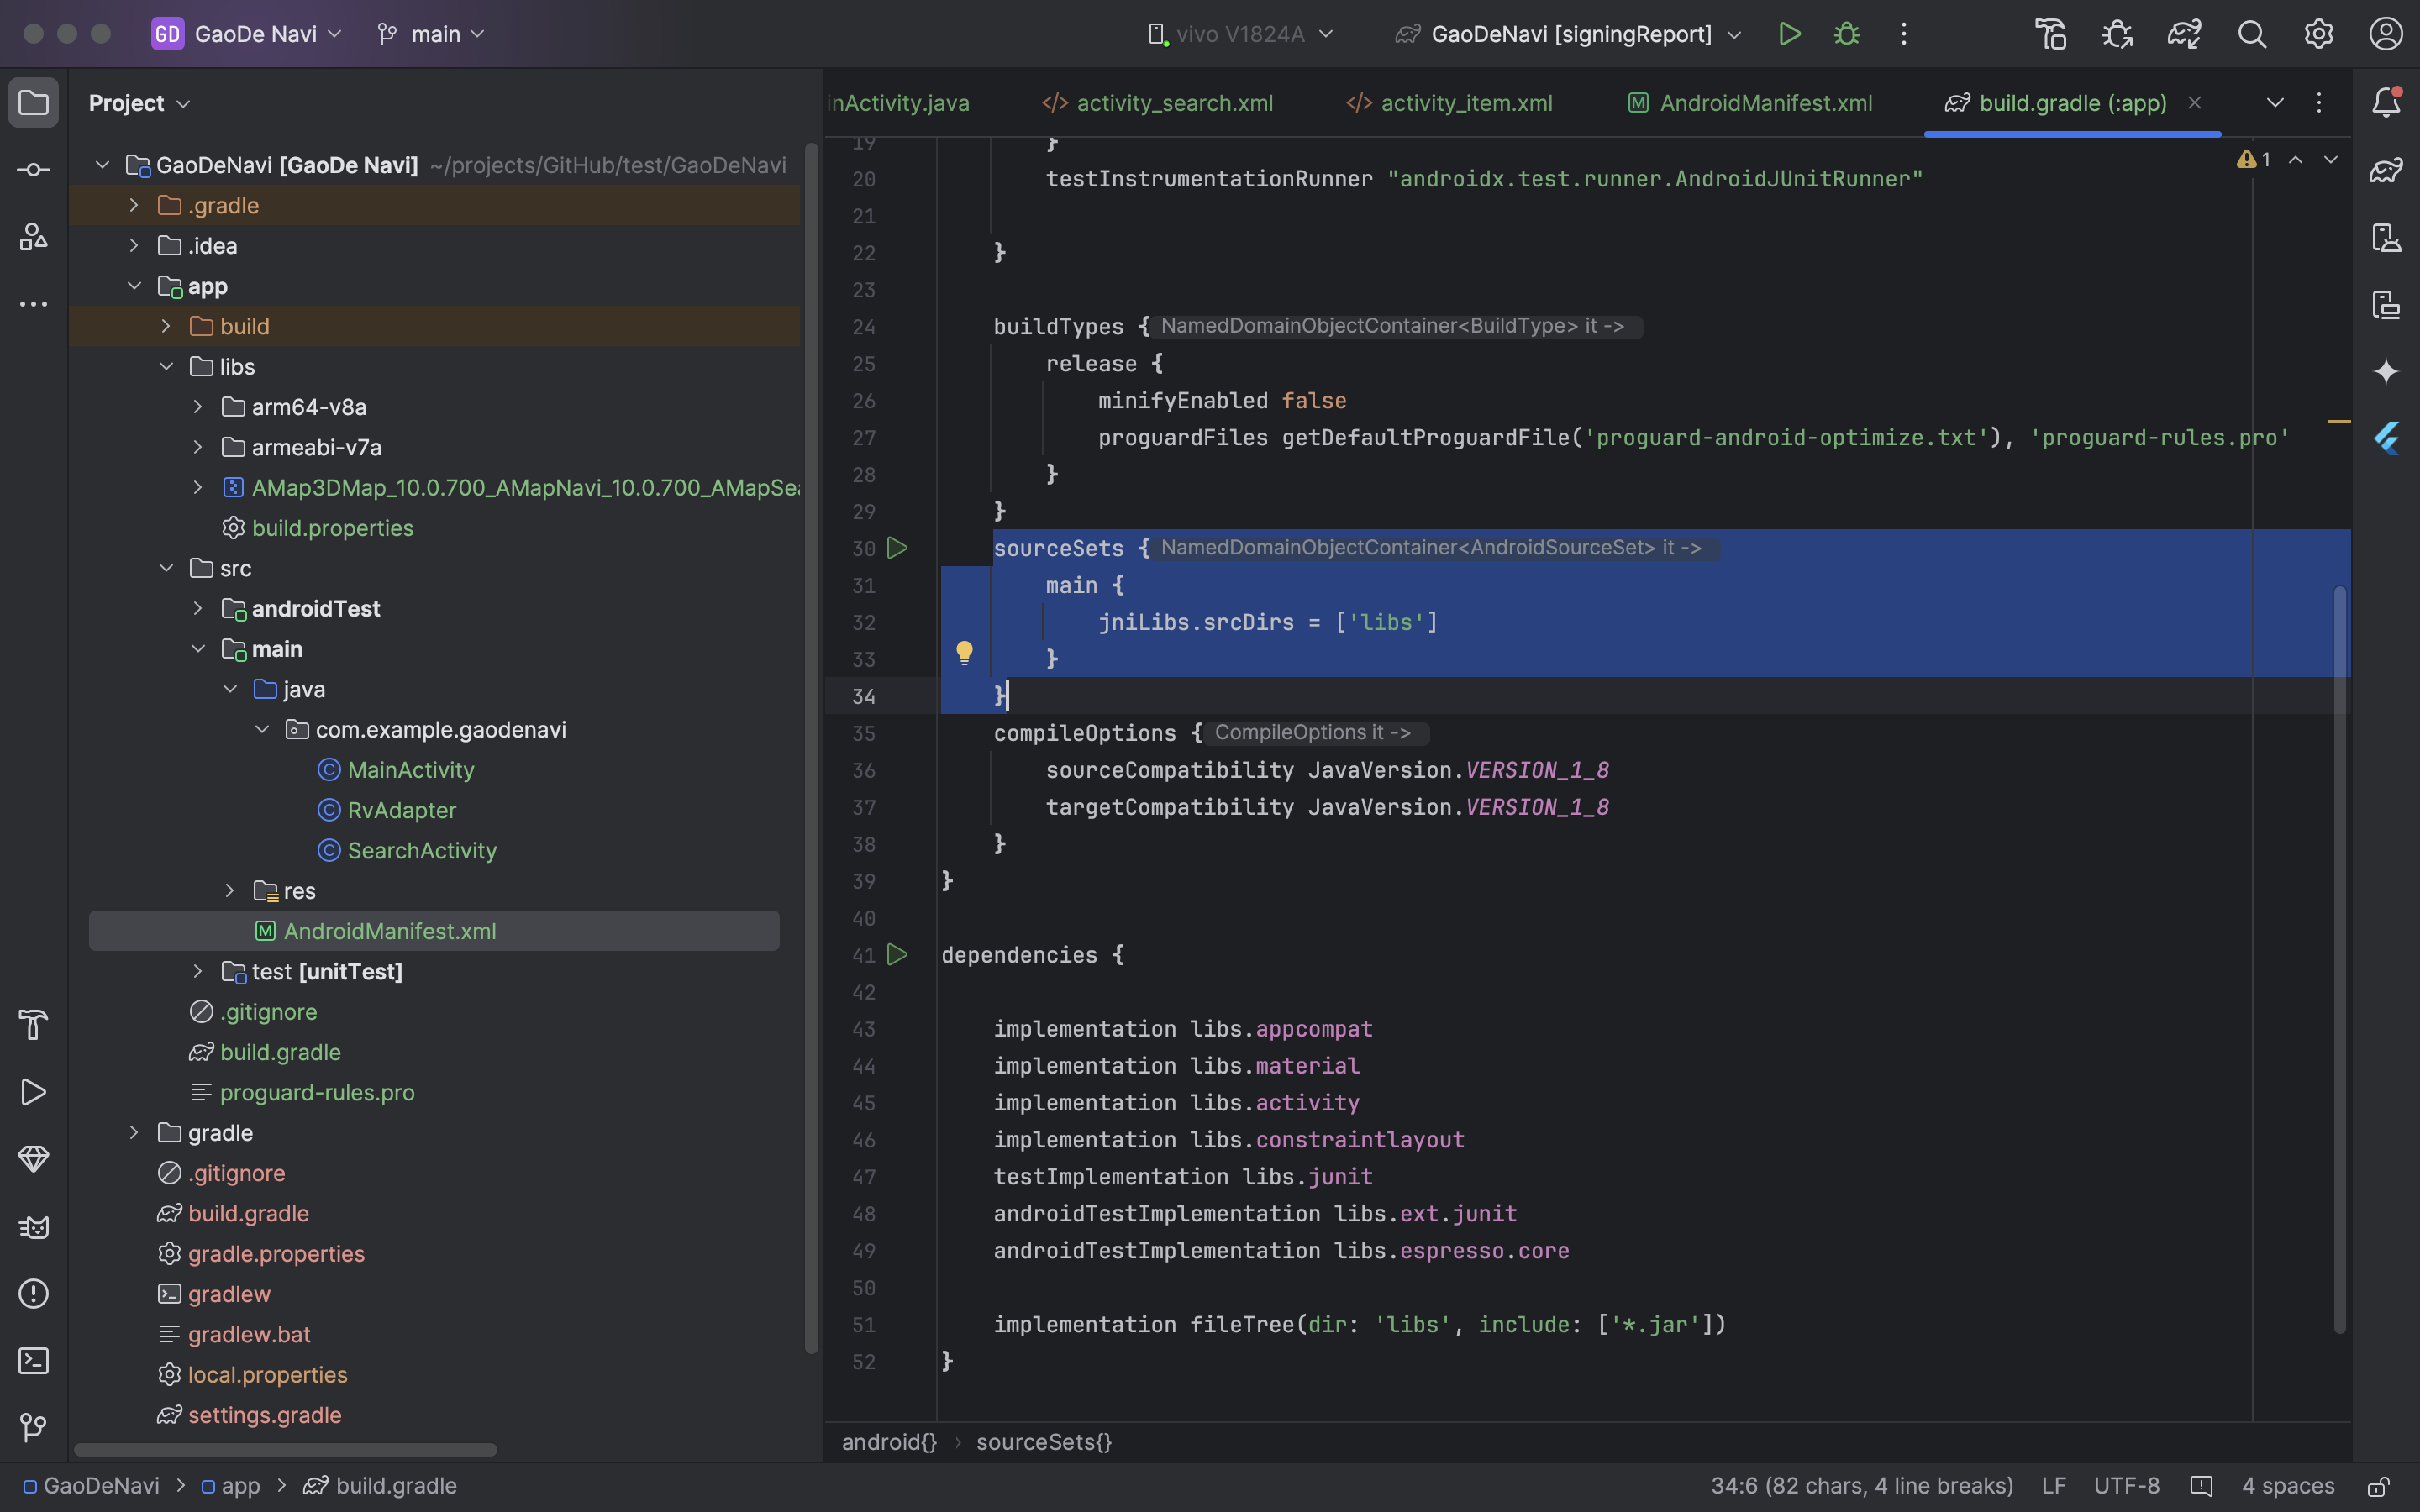 GD GaoDe Navi main vivo V1824A GaoDeNavi [signingReport]
Project
GaoDeNavi [GaoDe Navi] ~/projects/GitHub/test/GaoDeNavi
.gradle
.idea
app
build
libs
arm64-v8a
armeabi-v7a
AMap3DMap_10.0.700_AMapNavi_10.0.700_AMapSea
build.properties
src
androidTest
main
java
com.example.gaodenavi
MainActivity
RvAdapter
SearchActivity
res
AndroidManifest.xml
test [unitTest]
.gitignore
build.gradle
proguard-rules.pro
gradle
.gitignore
build.gradle
gradle.properties
gradlew
gradlew.bat
local.properties
settings.gradle
inActivity.java activity_search.xml activity_item.xml AndroidManifest.xml build.gradle (:app)
1
19 }
20 testInstrumentationRunner "androidx.test.runner.AndroidJUnitRunner"
21
22 }
23
24 buildTypes { NamedDomainObjectContainer<BuildType> it ->
25 release {
26 minifyEnabled false
27 proguardFiles getDefaultProguardFile('proguard-android-optimize.txt'), 'proguard-rules.pro'
28 }
29 }
30 sourceSets { NamedDomainObjectContainer<AndroidSourceSet> it ->
31 main {
32 jniLibs.srcDirs = ['libs']
33 }
34 }
35 compileOptions { CompileOptions it ->
36 sourceCompatibility JavaVersion.VERSION_1_8
37 targetCompatibility JavaVersion.VERSION_1_8
38 }
39 }
40
41 dependencies {
42
43 implementation libs.appcompat
44 implementation libs.material
45 implementation libs.activity
46 implementation libs.constraintlayout
47 testImplementation libs.junit
48 androidTestImplementation libs.ext.junit
49 androidTestImplementation libs.espresso.core
50
51 implementation fileTree(dir: 'libs', include: ['*.jar'])
52 }
android{} › sourceSets{}
GaoDeNavi > app > build.gradle 34:6 (82 chars, 4 line breaks) LF UTF-8 4 spaces